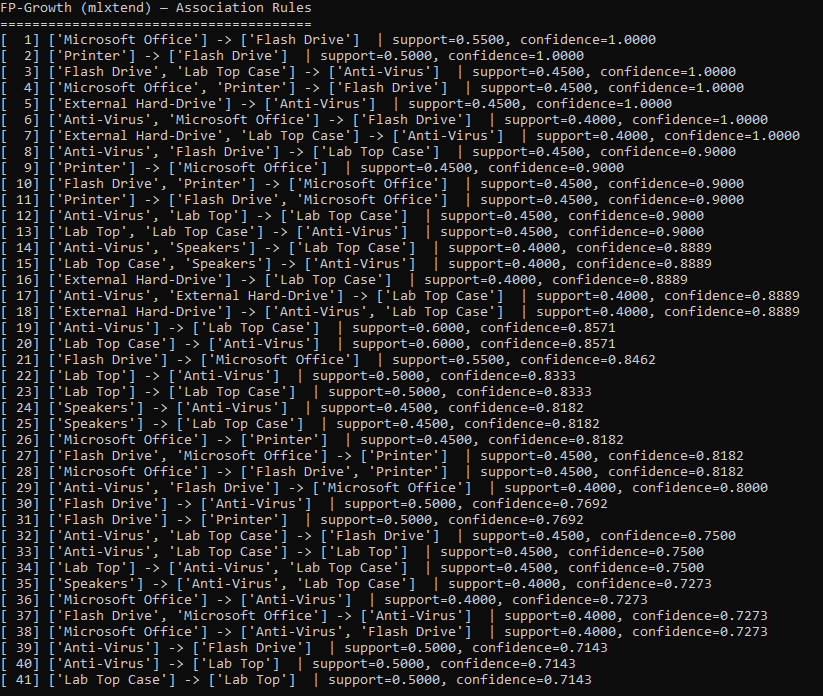 FP-Growth (mlxtend) — Association Rules
=======================================
[  1] ['Microsoft Office'] -> ['Flash Drive']  | support=0.5500, confidence=1.0000
[  2] ['Printer'] -> ['Flash Drive']  | support=0.5000, confidence=1.0000
[  3] ['Flash Drive', 'Lab Top Case'] -> ['Anti-Virus']  | support=0.4500, confidence=1.0000
[  4] ['Microsoft Office', 'Printer'] -> ['Flash Drive']  | support=0.4500, confidence=1.0000
[  5] ['External Hard-Drive'] -> ['Anti-Virus']  | support=0.4500, confidence=1.0000
[  6] ['Anti-Virus', 'Microsoft Office'] -> ['Flash Drive']  | support=0.4000, confidence=1.0000
[  7] ['External Hard-Drive', 'Lab Top Case'] -> ['Anti-Virus']  | support=0.4000, confidence=1.0000
[  8] ['Anti-Virus', 'Flash Drive'] -> ['Lab Top Case']  | support=0.4500, confidence=0.9000
[  9] ['Printer'] -> ['Microsoft Office']  | support=0.4500, confidence=0.9000
[ 10] ['Flash Drive', 'Printer'] -> ['Microsoft Office']  | support=0.4500, confidence=0.9000
[ 11] ['Printer'] -> ['Flash Drive', 'Microsoft Office']  | support=0.4500, confidence=0.9000
[ 12] ['Anti-Virus', 'Lab Top'] -> ['Lab Top Case']  | support=0.4500, confidence=0.9000
[ 13] ['Lab Top', 'Lab Top Case'] -> ['Anti-Virus']  | support=0.4500, confidence=0.9000
[ 14] ['Anti-Virus', 'Speakers'] -> ['Lab Top Case']  | support=0.4000, confidence=0.8889
[ 15] ['Lab Top Case', 'Speakers'] -> ['Anti-Virus']  | support=0.4000, confidence=0.8889
[ 16] ['External Hard-Drive'] -> ['Lab Top Case']  | support=0.4000, confidence=0.8889
[ 17] ['Anti-Virus', 'External Hard-Drive'] -> ['Lab Top Case']  | support=0.4000, confidence=0.8889
[ 18] ['External Hard-Drive'] -> ['Anti-Virus', 'Lab Top Case']  | support=0.4000, confidence=0.8889
[ 19] ['Anti-Virus'] -> ['Lab Top Case']  | support=0.6000, confidence=0.8571
[ 20] ['Lab Top Case'] -> ['Anti-Virus']  | support=0.6000, confidence=0.8571
[ 21] ['Flash Drive'] -> ['Microsoft Office']  | support=0.5500, confidence=0.8462
[ 22] ['Lab Top'] -> ['Anti-Virus']  | support=0.5000, confidence=0.8333
[ 23] ['Lab Top'] -> ['Lab Top Case']  | support=0.5000, confidence=0.8333
[ 24] ['Speakers'] -> ['Anti-Virus']  | support=0.4500, confidence=0.8182
[ 25] ['Speakers'] -> ['Lab Top Case']  | support=0.4500, confidence=0.8182
[ 26] ['Microsoft Office'] -> ['Printer']  | support=0.4500, confidence=0.8182
[ 27] ['Flash Drive', 'Microsoft Office'] -> ['Printer']  | support=0.4500, confidence=0.8182
[ 28] ['Microsoft Office'] -> ['Flash Drive', 'Printer']  | support=0.4500, confidence=0.8182
[ 29] ['Anti-Virus', 'Flash Drive'] -> ['Microsoft Office']  | support=0.4000, confidence=0.8000
[ 30] ['Flash Drive'] -> ['Anti-Virus']  | support=0.5000, confidence=0.7692
[ 31] ['Flash Drive'] -> ['Printer']  | support=0.5000, confidence=0.7692
[ 32] ['Anti-Virus', 'Lab Top Case'] -> ['Flash Drive']  | support=0.4500, confidence=0.7500
[ 33] ['Anti-Virus', 'Lab Top Case'] -> ['Lab Top']  | support=0.4500, confidence=0.7500
[ 34] ['Lab Top'] -> ['Anti-Virus', 'Lab Top Case']  | support=0.4500, confidence=0.7500
[ 35] ['Speakers'] -> ['Anti-Virus', 'Lab Top Case']  | support=0.4000, confidence=0.7273
[ 36] ['Microsoft Office'] -> ['Anti-Virus']  | support=0.4000, confidence=0.7273
[ 37] ['Flash Drive', 'Microsoft Office'] -> ['Anti-Virus']  | support=0.4000, confidence=0.7273
[ 38] ['Microsoft Office'] -> ['Anti-Virus', 'Flash Drive']  | support=0.4000, confidence=0.7273
[ 39] ['Anti-Virus'] -> ['Flash Drive']  | support=0.5000, confidence=0.7143
[ 40] ['Anti-Virus'] -> ['Lab Top']  | support=0.5000, confidence=0.7143
[ 41] ['Lab Top Case'] -> ['Lab Top']  | support=0.5000, confidence=0.7143